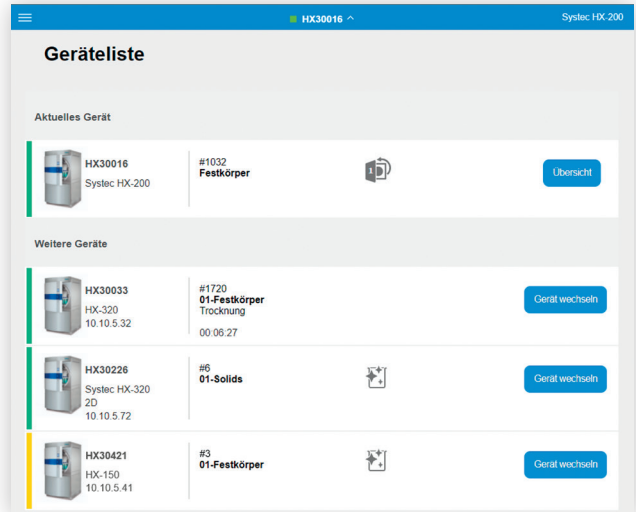 HX30016
Systec HX-200
Geräteliste
Aktuelles Gerät
HX30016
Systec HX-200
#1032
Festkörper
1
Übersicht
Weitere Geräte
HX30033
HX-320
10.10.5.32
#1720
01-Festkörper
Trocknung
00:06:27
Gerät wechseln
HX30226
Systec HX-320
2D
10.10.5.72
#6
01-Solids
Gerät wechseln
HX30421
HX-150
10.10.5.41
#3
01-Festkörper
Gerät wechseln